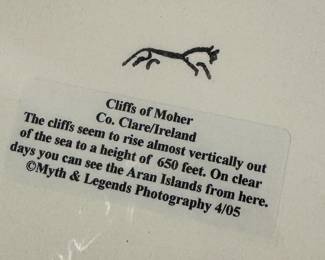 Cliffs of Moher
Co. Clare/Ireland
The cliffs seem to rise almost vertically out
of the sea to a height of 650 feet. On clear
days you can see the Aran Islands from here.
©Myth & Legends Photography 4/05